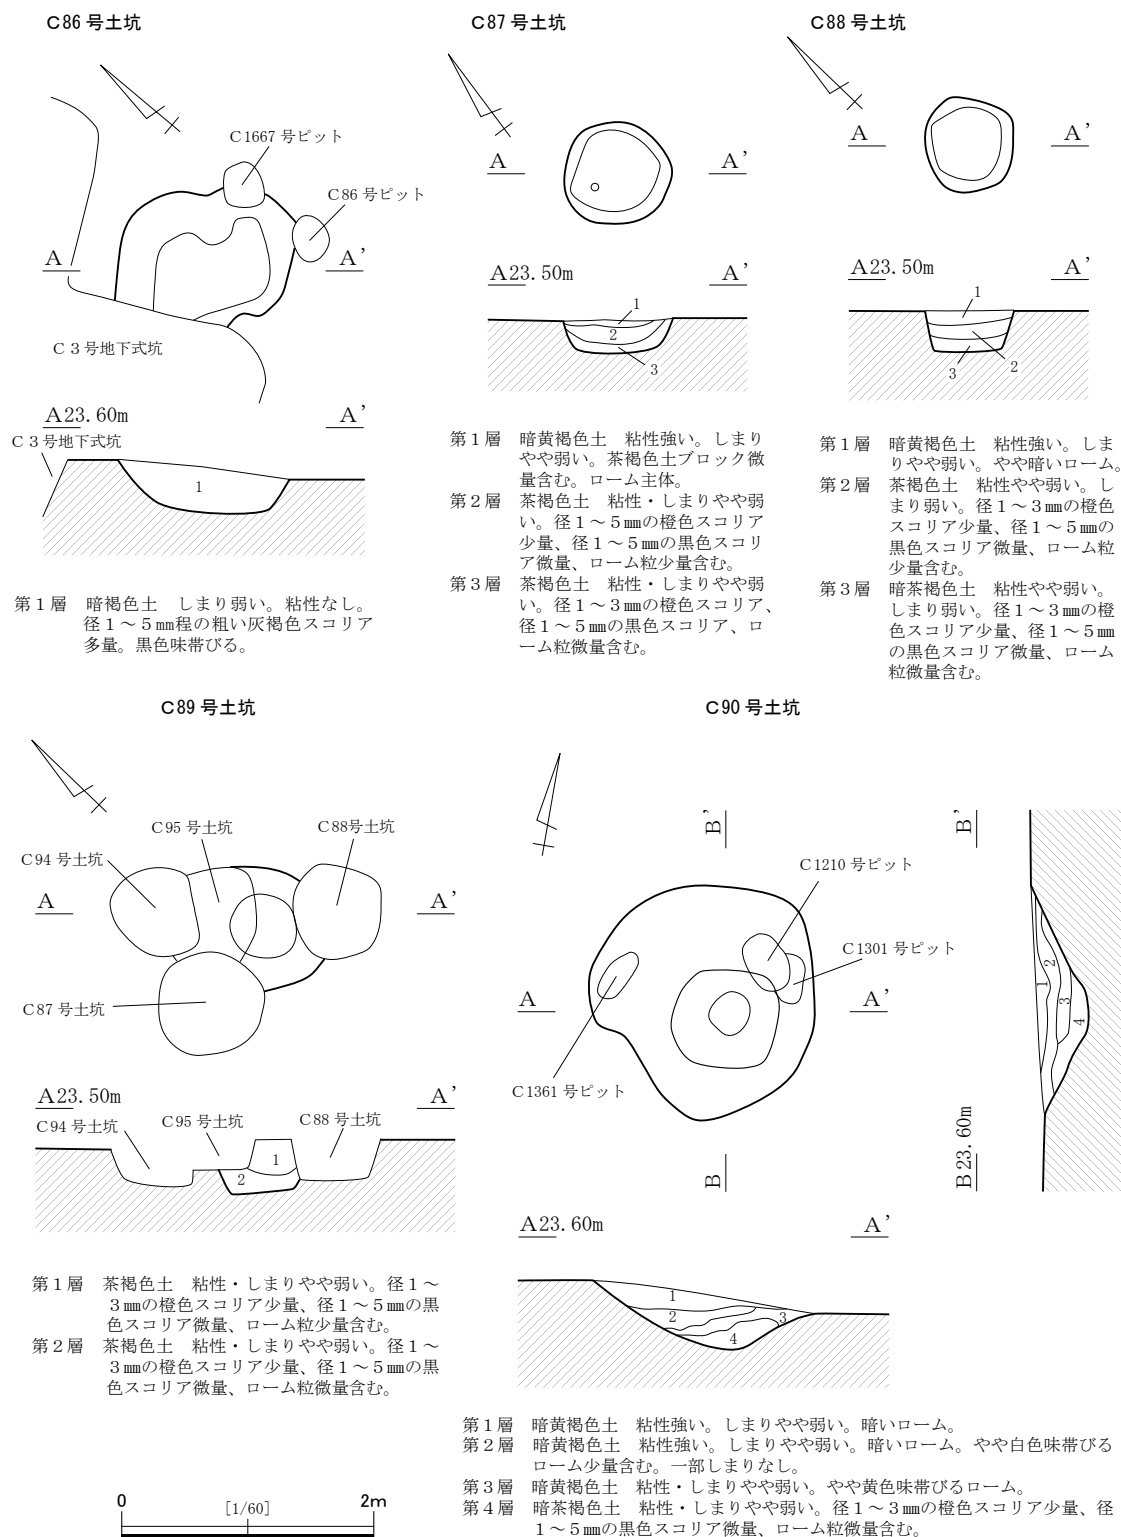 C86 号土坑
C1667 号ピット
C86 号ピット
A
A’
C３号地下式坑
A23.60m
A’
C３号地下式坑
1
第１層　暗褐色土　しまり弱い。粘性なし。
径１～５㎜程の粗い灰褐色スコリア
多量。黒色味帯びる。
C87 号土坑
A
A’
A23.50m
A’
1
2
3
第１層　暗黄褐色土　粘性強い。しまり
やや弱い。茶褐色土ブロック微
量含む。ローム主体。
第２層　茶褐色土　粘性・しまりやや弱
い。径１～５㎜の橙色スコリア
少量、径１～５㎜の黒色スコリ
ア微量、ローム粒少量含む。
第３層　茶褐色土　粘性・しまりやや弱
い。径１～３㎜の橙色スコリア、
径１～５㎜の黒色スコリア、ロ
ーム粒微量含む。
C88 号土坑
A
A’
A23.50m
A’
1
2
3
第１層　暗黄褐色土　粘性強い。しま
りやや弱い。やや暗いローム。
第２層　茶褐色土　粘性やや弱い。し
まり弱い。径１～３㎜の橙色
スコリア少量、径１～５㎜の
黒色スコリア微量、ローム粒
少量含む。
第３層　暗茶褐色土　粘性やや弱い。
しまり弱い。径１～３㎜の橙
色スコリア少量、径１～５㎜
の黒色スコリア微量、ローム
粒微量含む。
C89 号土坑
C95 号土坑
C88号土坑
C94 号土坑
A
A’
C87 号土坑
A23.50m
A’
C94 号土坑
C95 号土坑
C88 号土坑
1
2
第１層　茶褐色土　粘性・しまりやや弱い。径１～
３㎜の橙色スコリア少量、径１～５㎜の黒
色スコリア微量、ローム粒少量含む。
第２層　茶褐色土　粘性・しまりやや弱い。径１～
３㎜の橙色スコリア少量、径１～５㎜の黒
色スコリア微量、ローム粒微量含む。
C90 号土坑
B’
B’
C1210 号ピット
C1301 号ピット
A
A’
C1361 号ピット
B
1
2
3
4
B23.60m
A23.60m
A’
1
2
3
4
第１層　暗黄褐色土　粘性強い。しまりやや弱い。暗いローム。
第２層　暗黄褐色土　粘性強い。しまりやや弱い。暗いローム。やや白色味帯びる
ローム少量含む。一部しまりなし。
第３層　暗黄褐色土　粘性・しまりやや弱い。やや黄色味帯びるローム。
第４層　暗茶褐色土　粘性・しまりやや弱い。径１～３㎜の橙色スコリア少量、径
１～５㎜の黒色スコリア微量、ローム粒微量含む。
0
[1/60]
2m